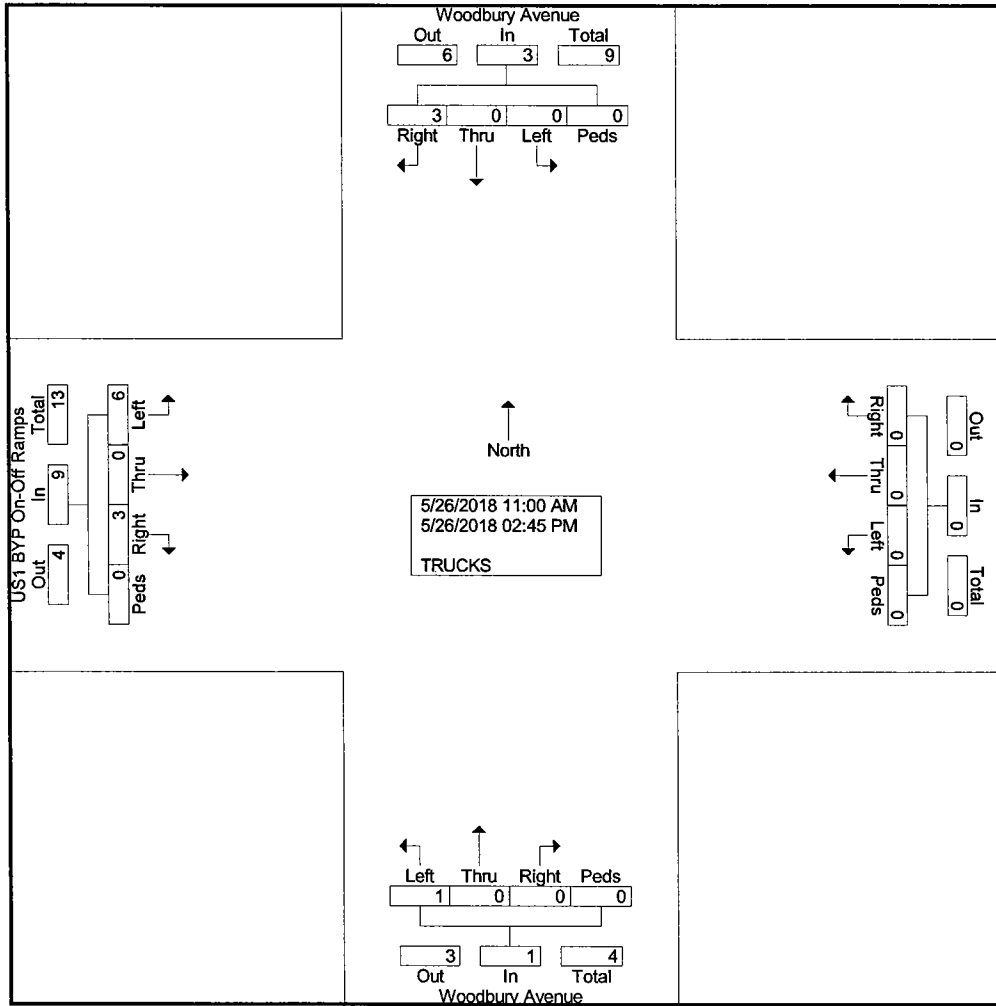 Woodbury Avenue
Out In Total
6 3 9
3 0 0 0
Right Thru Left Peds
US1 BYP On-Off Ramps
Total In Out
13 9 4
6 0 3 0
Left Thru Right Peds
North
5/26/2018 11:00 AM
5/26/2018 02:45 PM
TRUCKS
Right Thru Left Peds
0 0 0 0
Out In Total
0 0 0
Left Thru Right Peds
1 0 0 0
3 1 4
Out In Total
Woodbury Avenue